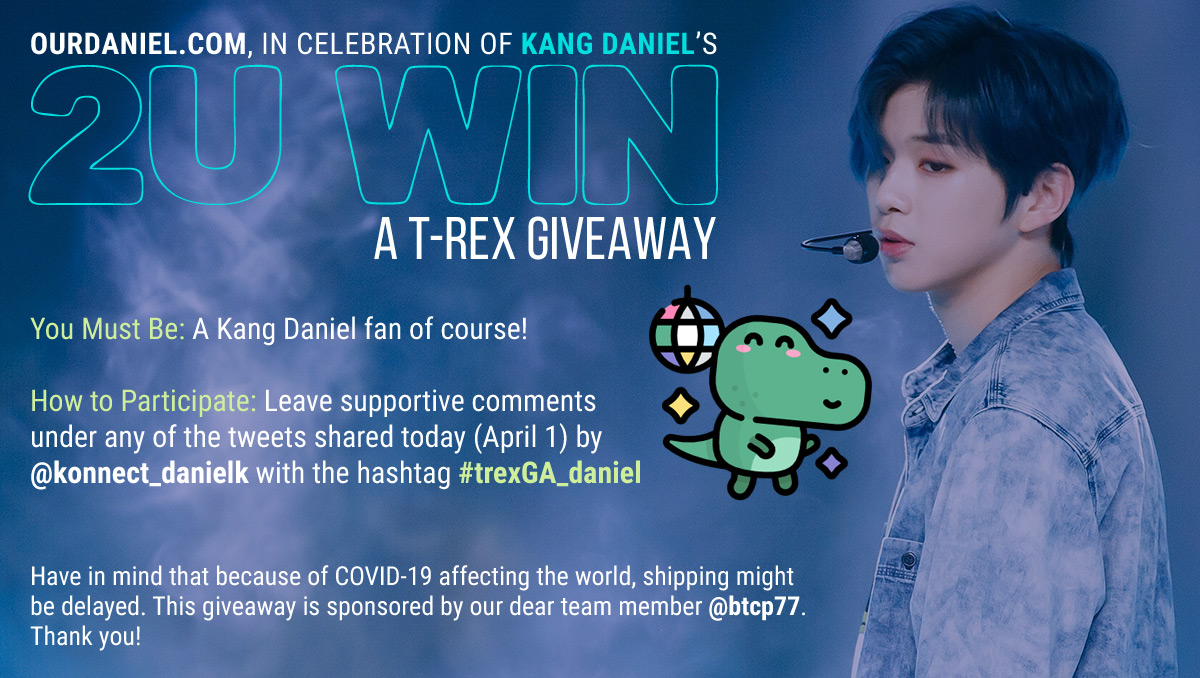 OURDANIEL.COM, IN CELEBRATION OF KANG DANIEL'S
2U WIN
A T-REX GIVEAWAY
You Must Be: A Kang Daniel fan of course!
How to Participate: Leave supportive comments
under any of the tweets shared today (April 1) by
@konnect_danielk with the hashtag #trexGA_daniel
Have in mind that because of COVID-19 affecting the world, shipping might
be delayed. This giveaway is sponsored by our dear team member @btcp77.
Thank you!